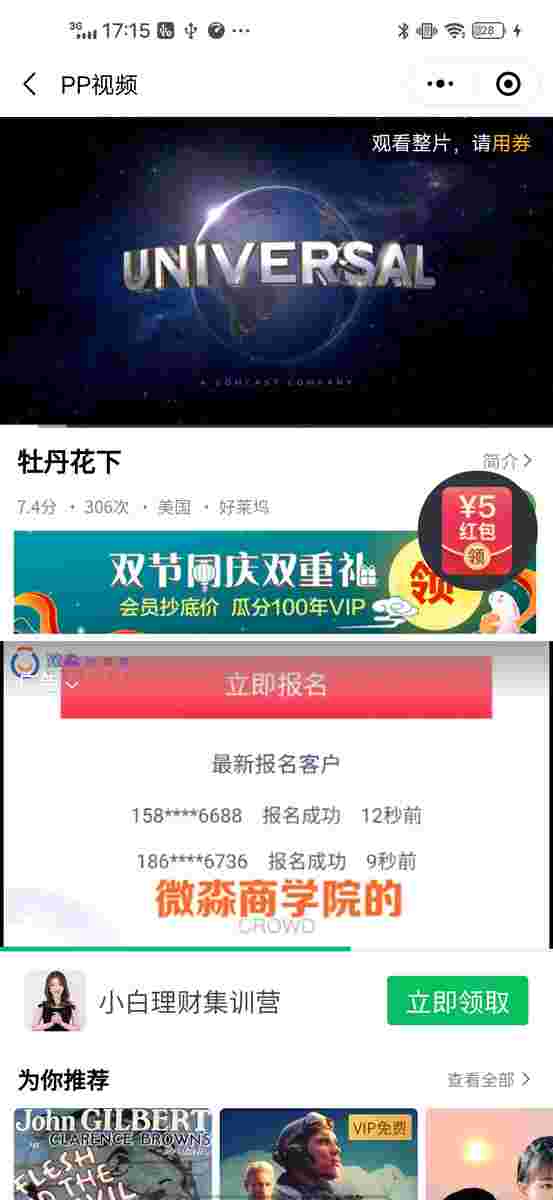 3G 17:15 28
PP视频
观看整片，请用券
UNIVERSAL
A COMCAST COMPANY
牡丹花下
简介
7.4分 · 306次 · 美国 · 好莱坞
¥5
红包
领
双节同庆双重礼
会员抄底价 瓜分100年VIP
领
微淼
广告
立即报名
最新报名客户
158****6688 报名成功 12秒前
186****6736 报名成功 9秒前
微淼商学院的
CROWD
小白理财集训营
立即领取
为你推荐
查看全部
John GILBERT
CLARENCE BROWN'S
FLESH
AND THE
VIP免费